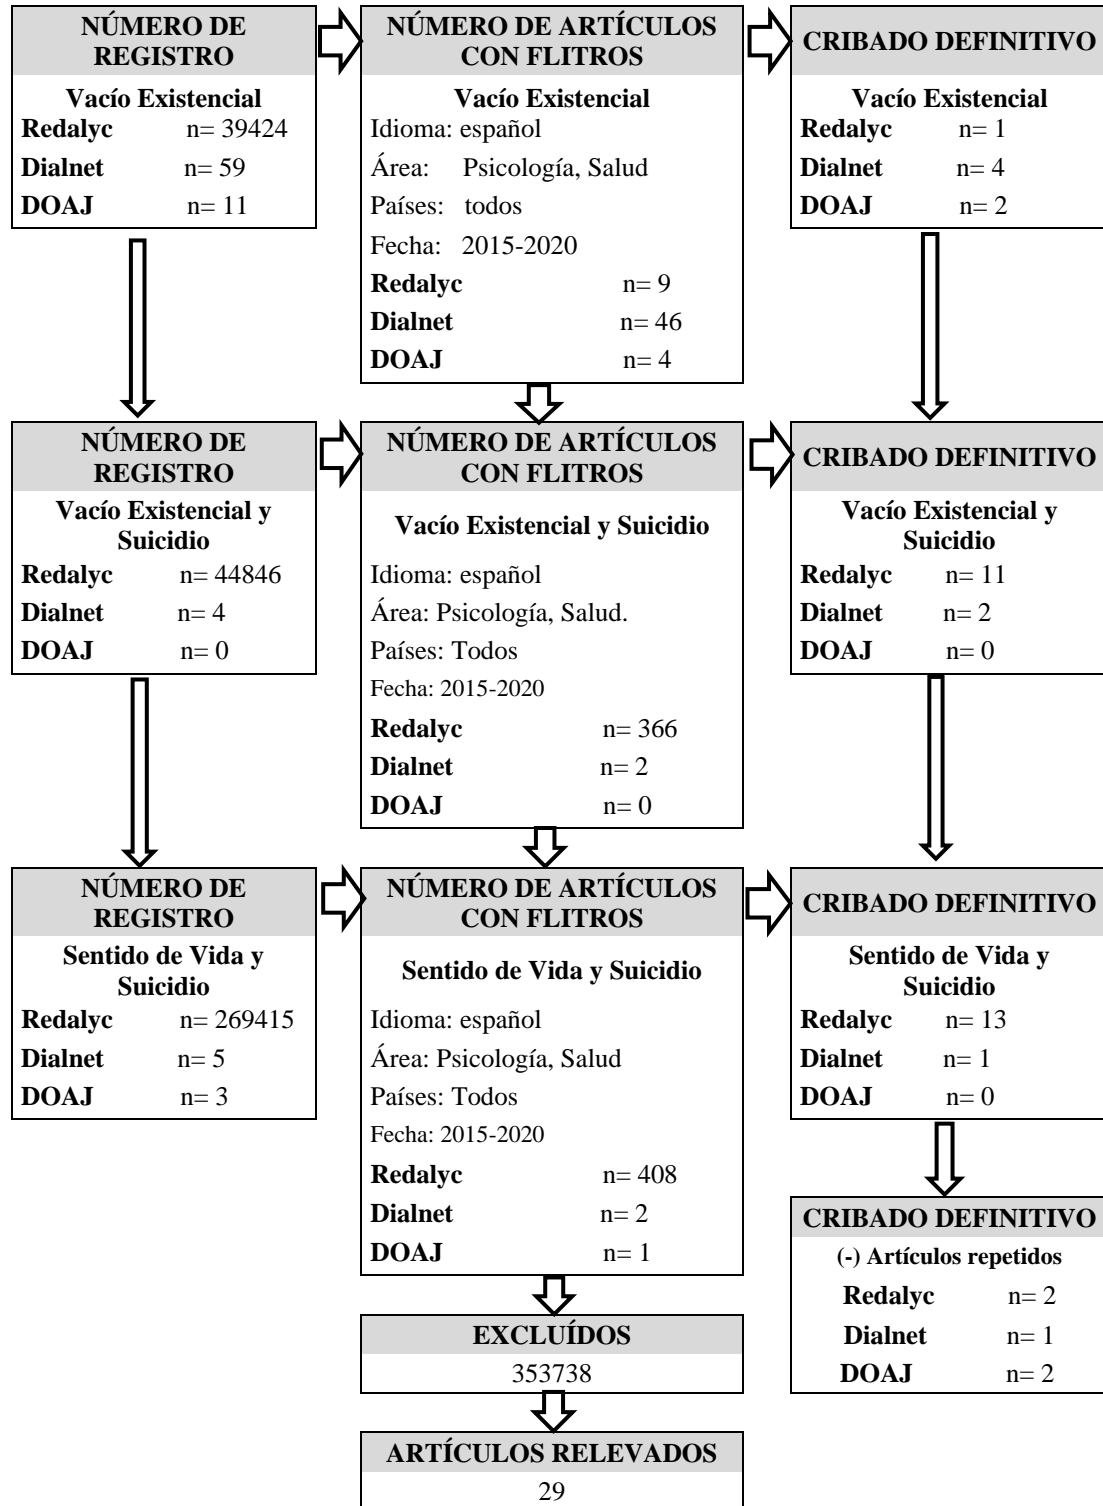 NÚMERO DE
REGISTRO
Vacío Existencial
Redalyc n= 39424
Dialnet n= 59
DOAJ n= 11
NÚMERO DE ARTÍCULOS
CON FLITROS
Vacío Existencial
Idioma: español
Área: Psicología, Salud
Países: todos
Fecha: 2015-2020
Redalyc n= 9
Dialnet n= 46
DOAJ n= 4
CRIBADO DEFINITIVO
Vacío Existencial
Redalyc n= 1
Dialnet n= 4
DOAJ n= 2
NÚMERO DE
REGISTRO
Vacío Existencial y
Suicidio
Redalyc n= 44846
Dialnet n= 4
DOAJ n= 0
NÚMERO DE ARTÍCULOS
CON FLITROS
Vacío Existencial y Suicidio
Idioma: español
Área: Psicología, Salud.
Países: Todos
Fecha: 2015-2020
Redalyc n= 366
Dialnet n= 2
DOAJ n= 0
CRIBADO DEFINITIVO
Vacío Existencial y
Suicidio
Redalyc n= 11
Dialnet n= 2
DOAJ n= 0
NÚMERO DE
REGISTRO
Sentido de Vida y
Suicidio
Redalyc n= 269415
Dialnet n= 5
DOAJ n= 3
NÚMERO DE ARTÍCULOS
CON FLITROS
Sentido de Vida y Suicidio
Idioma: español
Área: Psicología, Salud
Países: Todos
Fecha: 2015-2020
Redalyc n= 408
Dialnet n= 2
DOAJ n= 1
CRIBADO DEFINITIVO
Sentido de Vida y
Suicidio
Redalyc n= 13
Dialnet n= 1
DOAJ n= 0
CRIBADO DEFINITIVO
(-) Artículos repetidos
Redalyc n= 2
Dialnet n= 1
DOAJ n= 2
EXCLUÍDOS
353738
ARTÍCULOS RELEVADOS
29